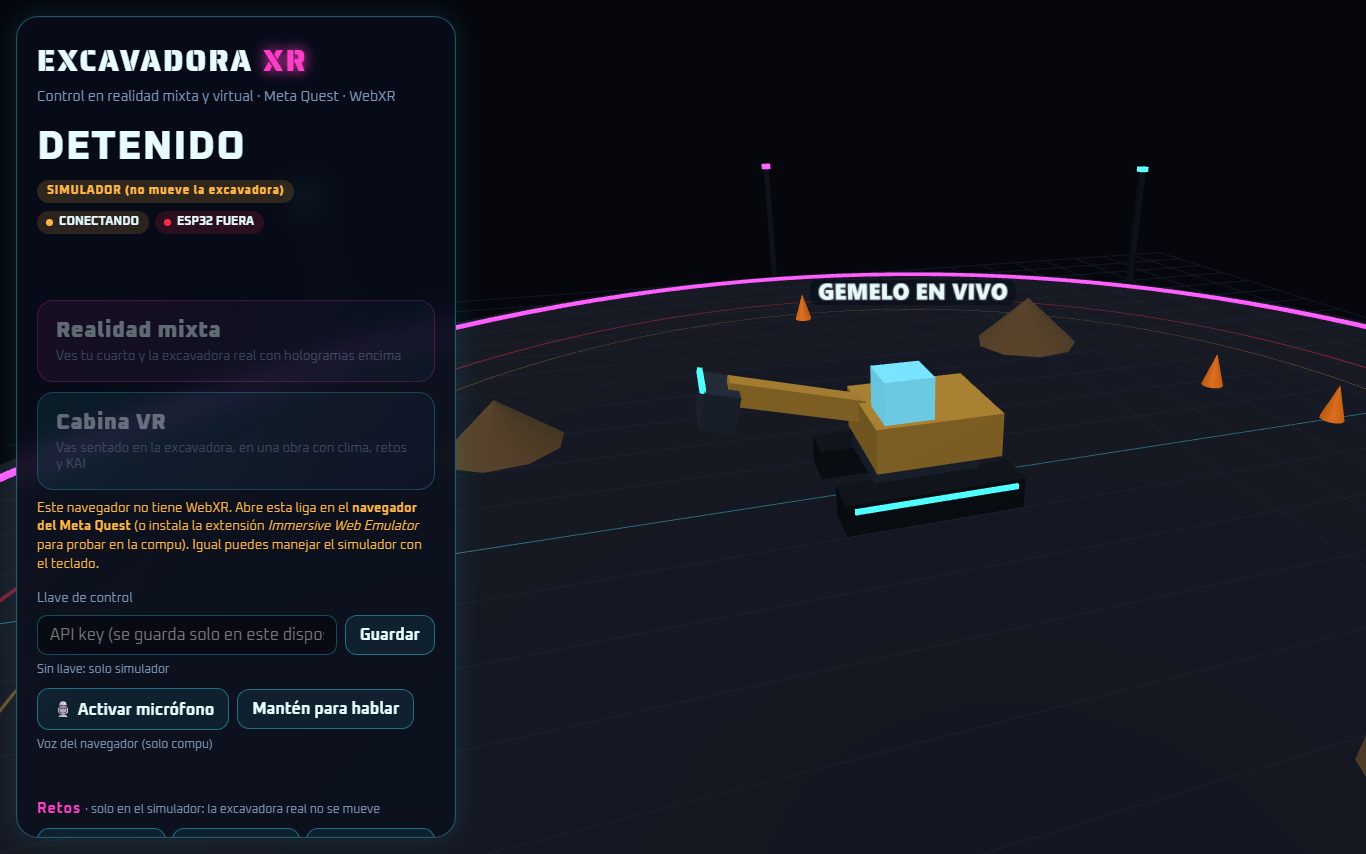 EXCAVADORA XR
Control en realidad mixta y virtual · Meta Quest · WebXR
DETENIDO
SIMULADOR (no mueve la excavadora)
CONECTANDO
ESP32 FUERA
Realidad mixta
Ves tu cuarto y la excavadora real con hologramas encima
Cabina VR
Vas sentado en la excavadora, en una obra con clima, retos
y KAI
Este navegador no tiene WebXR. Abre esta liga en el navegador
del Meta Quest (o instala la extensión Immersive Web Emulator
para probar en la compu). Igual puedes manejar el simulador con
el teclado.
Llave de control
API key (se guarda solo en este dispo
Guardar
Sin llave: solo simulador
Activar micrófono
Mantén para hablar
Voz del navegador (solo compu)
Retos · solo en el simulador: la excavadora real no se mueve
GEMELO EN VIVO